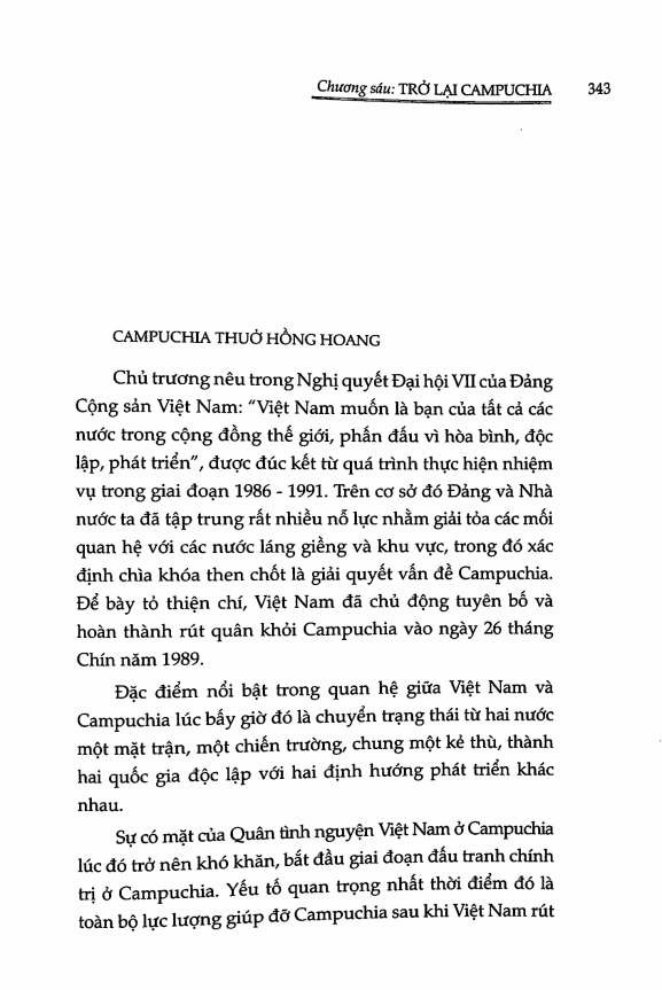 Chương sáu: TRỞ LẠI CAMPUCHIA 343
CAMPUCHIA THUỞ HỒNG HOANG
Chủ trương nêu trong Nghị quyết Đại hội VII của Đảng
Cộng sản Việt Nam: "Việt Nam muốn là bạn của tất cả các
nước trong cộng đồng thế giới, phấn đấu vì hòa bình, độc
lập, phát triển", được đúc kết từ quá trình thực hiện nhiệm
vụ trong giai đoạn 1986 - 1991. Trên cơ sở đó Đảng và Nhà
nước ta đã tập trung rất nhiều nỗ lực nhằm giải tỏa các mối
quan hệ với các nước láng giềng và khu vực, trong đó xác
định chìa khóa then chốt là giải quyết vấn đề Campuchia.
Để bày tỏ thiện chí, Việt Nam đã chủ động tuyên bố và
hoàn thành rút quân khỏi Campuchia vào ngày 26 tháng
Chín năm 1989.
Đặc điểm nổi bật trong quan hệ giữa Việt Nam và
Campuchia lúc bấy giờ đó là chuyển trạng thái từ hai nước
một mặt trận, một chiến trường, chung một kẻ thù, thành
hai quốc gia độc lập với hai định hướng phát triển khác
nhau.
Sự có mặt của Quân tình nguyện Việt Nam ở Campuchia
lúc đó trở nên khó khăn, bắt đầu giai đoạn đấu tranh chính
trị ở Campuchia. Yếu tố quan trọng nhất thời điểm đó là
toàn bộ lực lượng giúp đỡ Campuchia sau khi Việt Nam rút